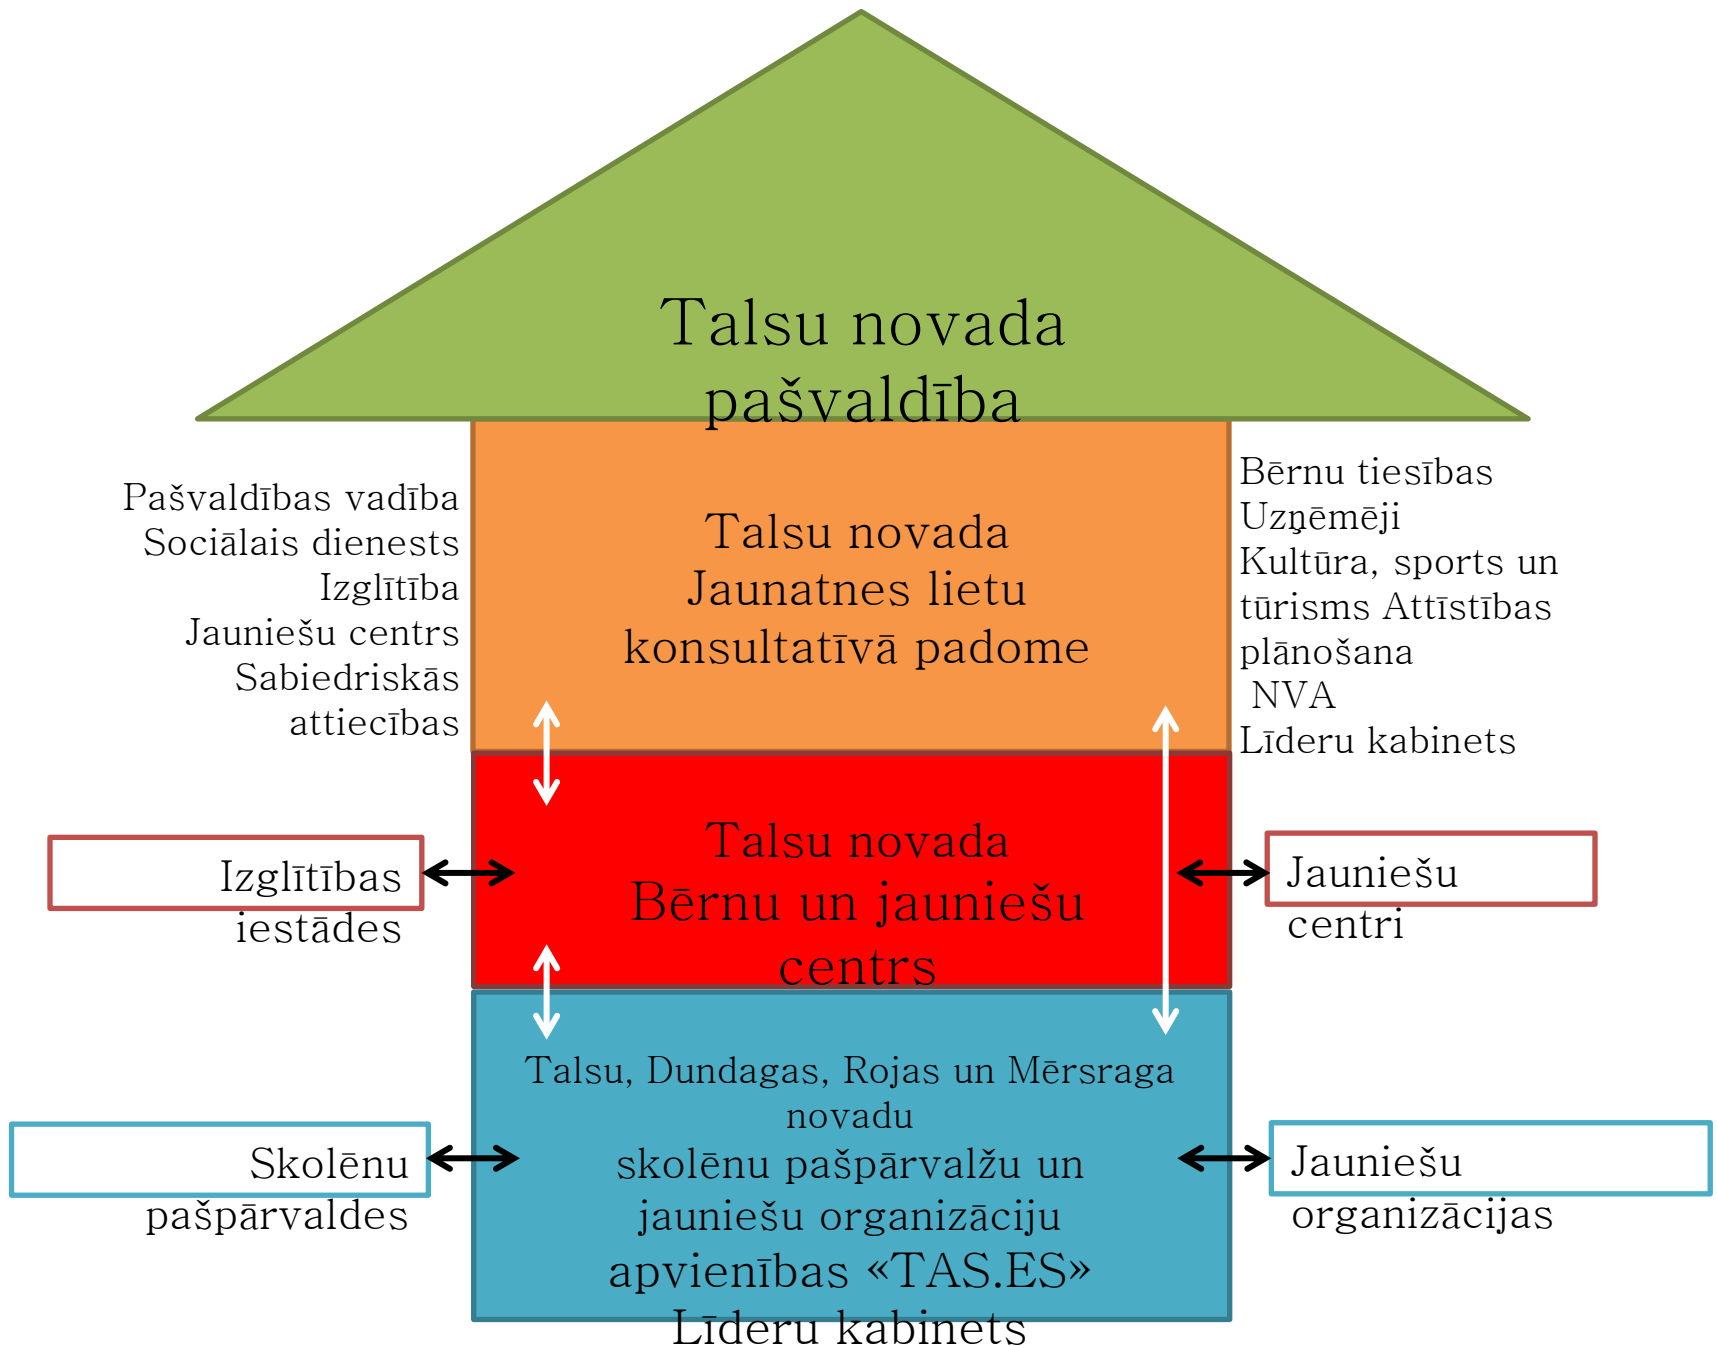 Talsu novada
pašvaldība
Pašvaldības vadība
Sociālais dienests
Izglītība
Jauniešu centrs
Sabiedriskās
attiecības
Talsu novada
Jaunatnes lietu
konsultatīvā padome
Bērnu tiesības
Uzņēmēji
Kultūra, sports un
tūrisms Attīstības
plānošana
NVA
Līderu kabinets
Izglītības
iestādes
Talsu novada
Bērnu un jauniešu
centrs
Jauniešu
centri
Skolēnu
pašpārvaldes
Talsu, Dundagas, Rojas un Mērsraga
novadu
skolēnu pašpārvalžu un
jauniešu organizāciju
apvienības «TAS.ES»
Līderu kabinets
Jauniešu
organizācijas